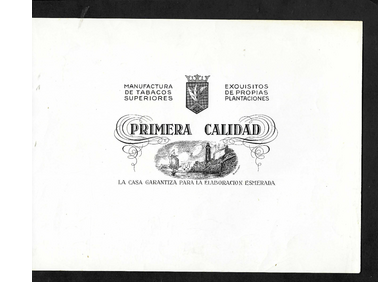 MANUFACTURA
DE TABACOS
SUPERIORES
EXQUISITOS
DE PROPIAS
PLANTACIONES
PRIMERA CALIDAD
LA CASA GARANTIZA PARA LA ELABORACION ESMERADA